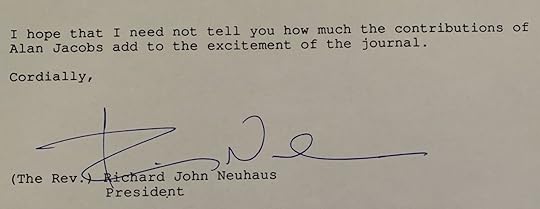 I hope that I need not tell you how much the contributions of
Alan Jacobs add to the excitement of the journal.
Cordially,
(The Rev.) Richard John Neuhaus
President